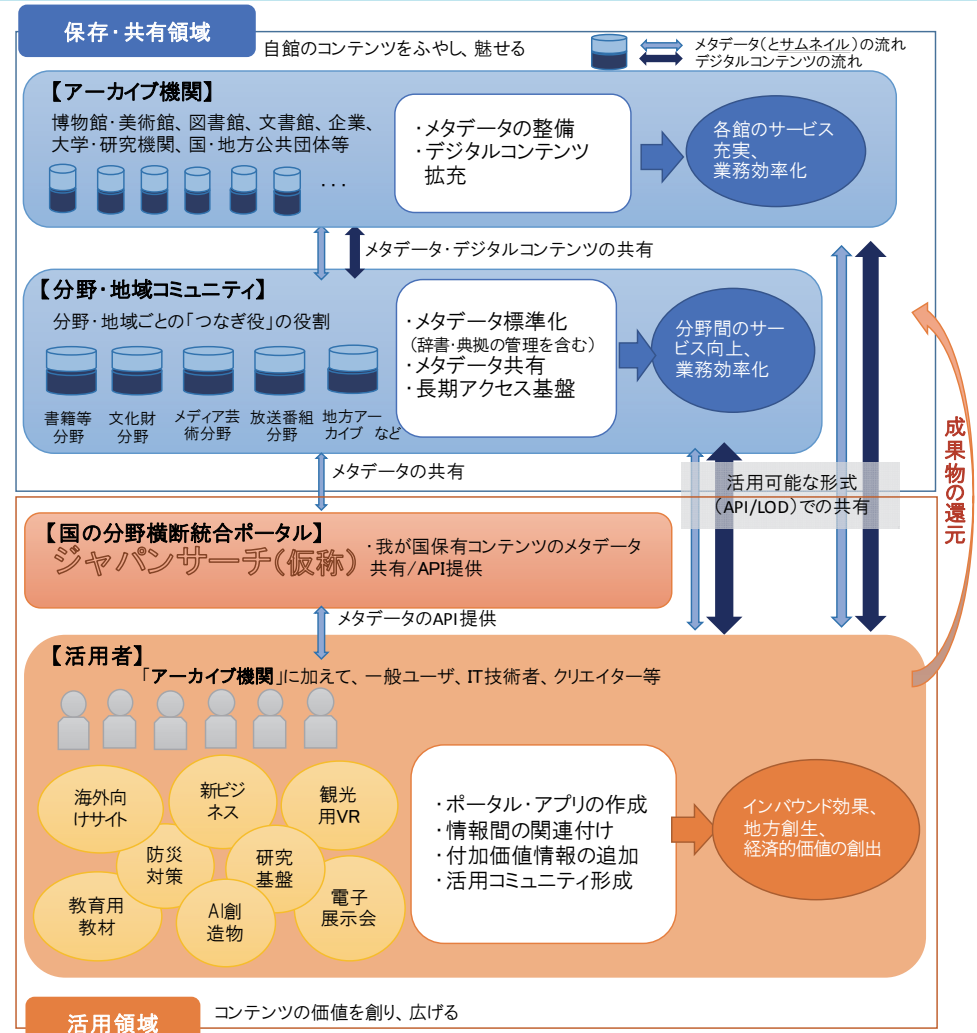 保存・共有領域
自館のコンテンツをふやし、魅せる
メタデータ(とサムネイル)の流れ
デジタルコンテンツの流れ
【アーカイブ機関】
博物館・美術館、図書館、文書館、企業、
大学・研究機関、国・地方公共団体等
・・・
・メタデータの整備
・デジタルコンテンツ
拡充
各館のサービス
充実、
業務効率化
メタデータ・デジタルコンテンツの共有
【分野・地域コミュニティ】
分野・地域ごとの「つなぎ役」の役割
書籍等
分野
文化財
分野
メディア芸
術分野
放送番組
分野
地方アー
カイブ など
・メタデータ標準化
(辞書・典拠の管理を含む)
・メタデータ共有
・長期アクセス基盤
分野間のサー
ビス向上、
業務効率化
メタデータの共有
活用可能な形式
(API/LOD)での共有
成果物の還元
【国の分野横断統合ポータル】
ジャパンサーチ(仮称)
・我が国保有コンテンツのメタデータ
共有/API提供
メタデータのAPI提供
【活用者】
「アーカイブ機関」に加えて、一般ユーザ、IT技術者、クリエイター等
海外向
けサイト
新ビジ
ネス
観光
用VR
防災
対策
研究
基盤
教育用
教材
AI創
造物
電子
展示会
・ポータル・アプリの作成
・情報間の関連付け
・付加価値情報の追加
・活用コミュニティ形成
インバウンド効果、
地方創生、
経済的価値の創出
活用領域
コンテンツの価値を創り、広げる